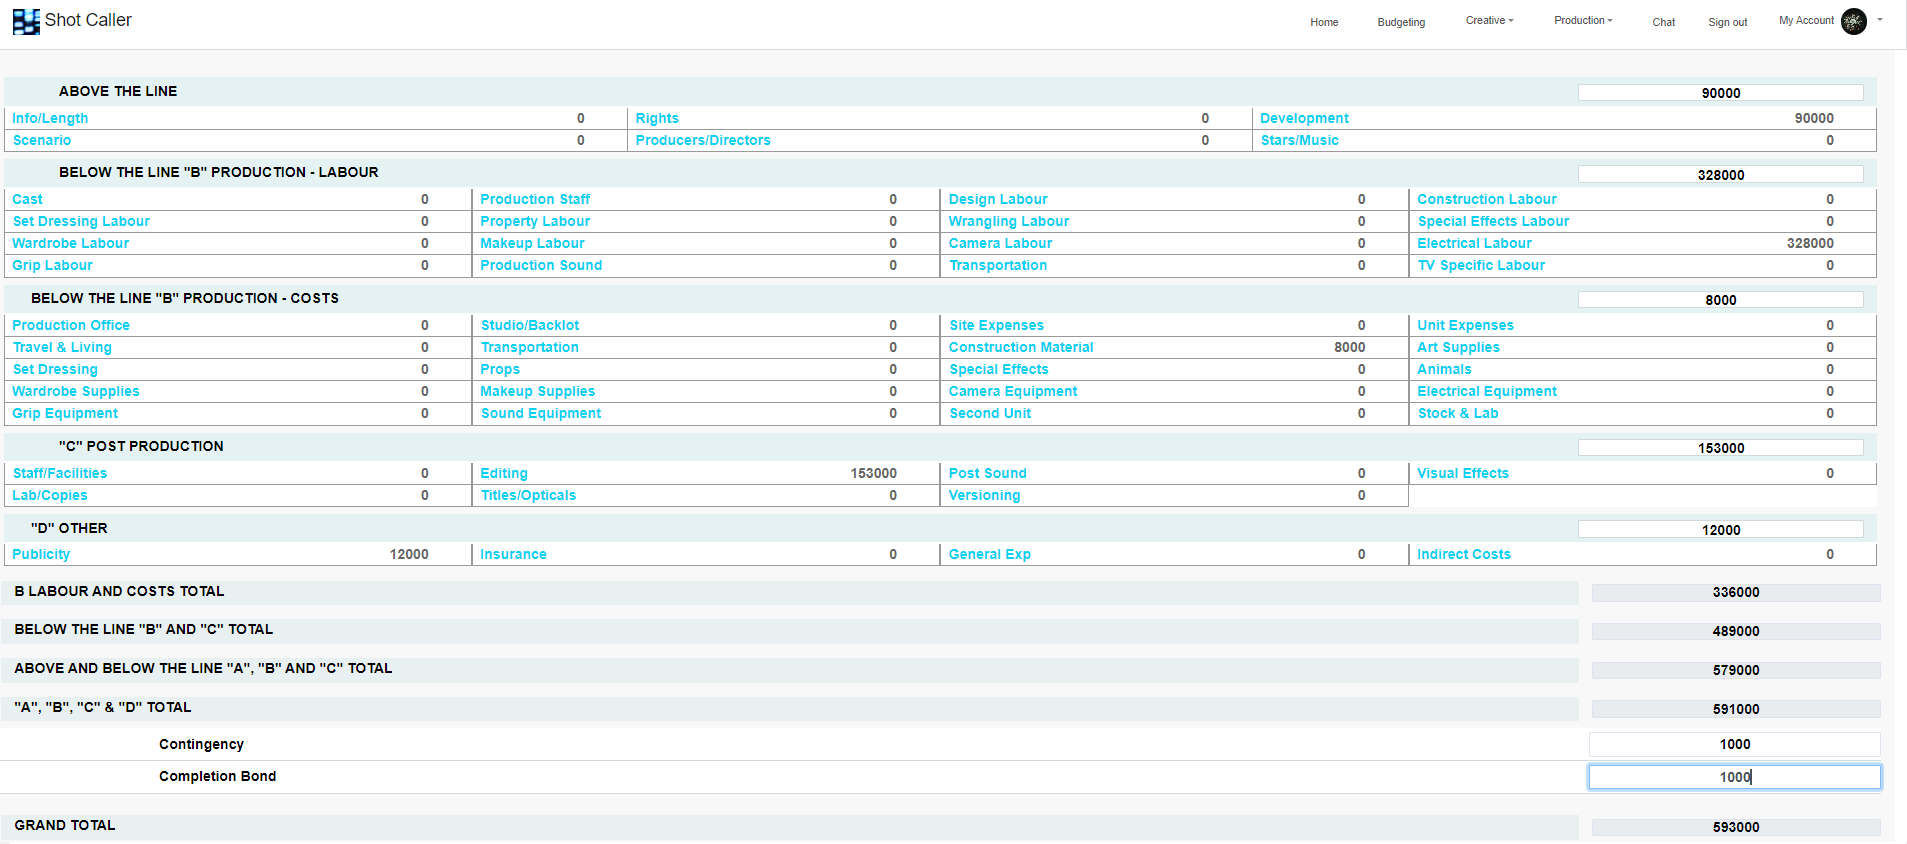 Shot Caller Home Budgeting Creative Production Chat Sign out My Account
ABOVE THE LINE 90000
Info/Length 0 Rights 0 Development 90000
Scenario 0 Producers/Directors 0 Stars/Music 0
BELOW THE LINE "B" PRODUCTION - LABOUR 328000
Cast 0 Production Staff 0 Design Labour 0 Construction Labour 0
Set Dressing Labour 0 Property Labour 0 Wrangling Labour 0 Special Effects Labour 0
Wardrobe Labour 0 Makeup Labour 0 Camera Labour 0 Electrical Labour 328000
Grip Labour 0 Production Sound 0 Transportation 0 TV Specific Labour 0
BELOW THE LINE "B" PRODUCTION - COSTS 8000
Production Office 0 Studio/Backlot 0 Site Expenses 0 Unit Expenses 0
Travel & Living 0 Transportation 0 Construction Material 8000 Art Supplies 0
Set Dressing 0 Props 0 Special Effects 0 Animals 0
Wardrobe Supplies 0 Makeup Supplies 0 Camera Equipment 0 Electrical Equipment 0
Grip Equipment 0 Sound Equipment 0 Second Unit 0 Stock & Lab 0
"C" POST PRODUCTION 153000
Staff/Facilities 0 Editing 153000 Post Sound 0 Visual Effects 0
Lab/Copies 0 Titles/Opticals 0 Versioning 0
"D" OTHER 12000
Publicity 12000 Insurance 0 General Exp 0 Indirect Costs 0
B LABOUR AND COSTS TOTAL 336000
BELOW THE LINE "B" AND "C" TOTAL 489000
ABOVE AND BELOW THE LINE "A", "B" AND "C" TOTAL 579000
"A", "B", "C" & "D" TOTAL 591000
Contingency 1000
Completion Bond 1000
GRAND TOTAL 593000